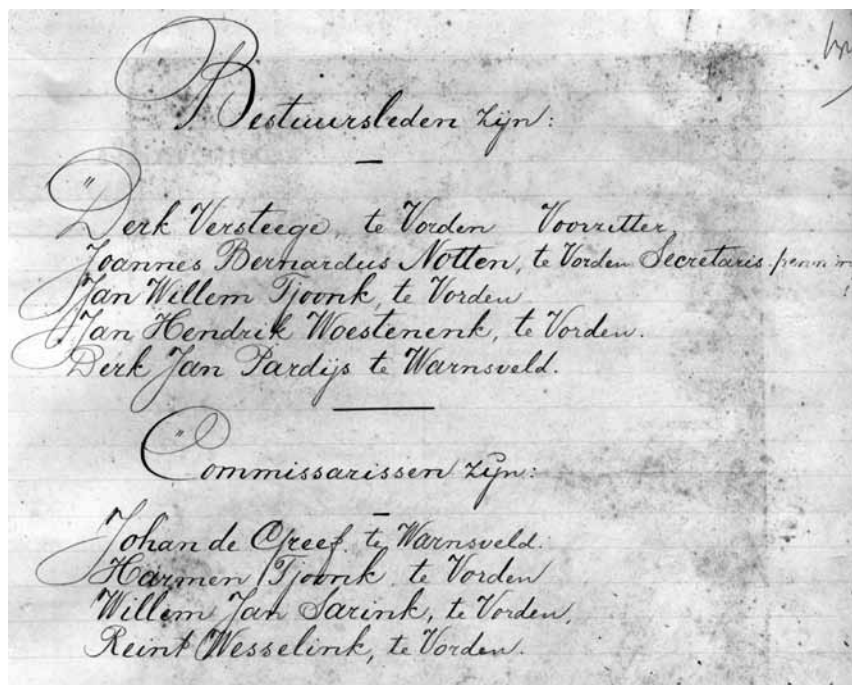 Bestuursleden zijn:
Derk Versteege, te Vorden Voorzitter,
Joannes Bernardus Notten, te Vorden Secretaris-penn
Jan Willem Tjoonk, te Vorden
Jan Hendrik Woestenenk, te Vorden.
Derk Jan Pardijs te Warnsveld.
Commissarissen zijn:
Johan de Greef te Warnsveld.
Harmen Tjoonk te Vorden
Willem Jan Sarink, te Vorden,
Reint Wesselink, te Vorden.